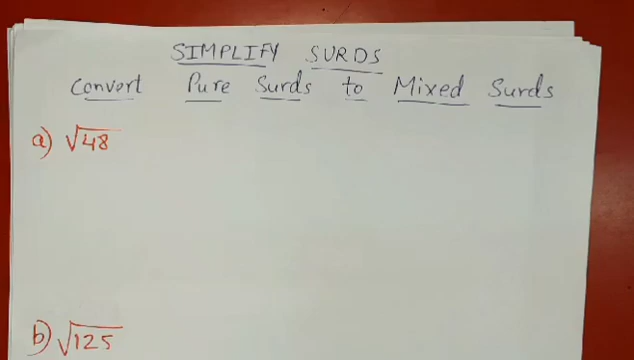 SIMPLIFY SURDS
Convert Pure Surds to Mixed Surds
a) √48
b) √125